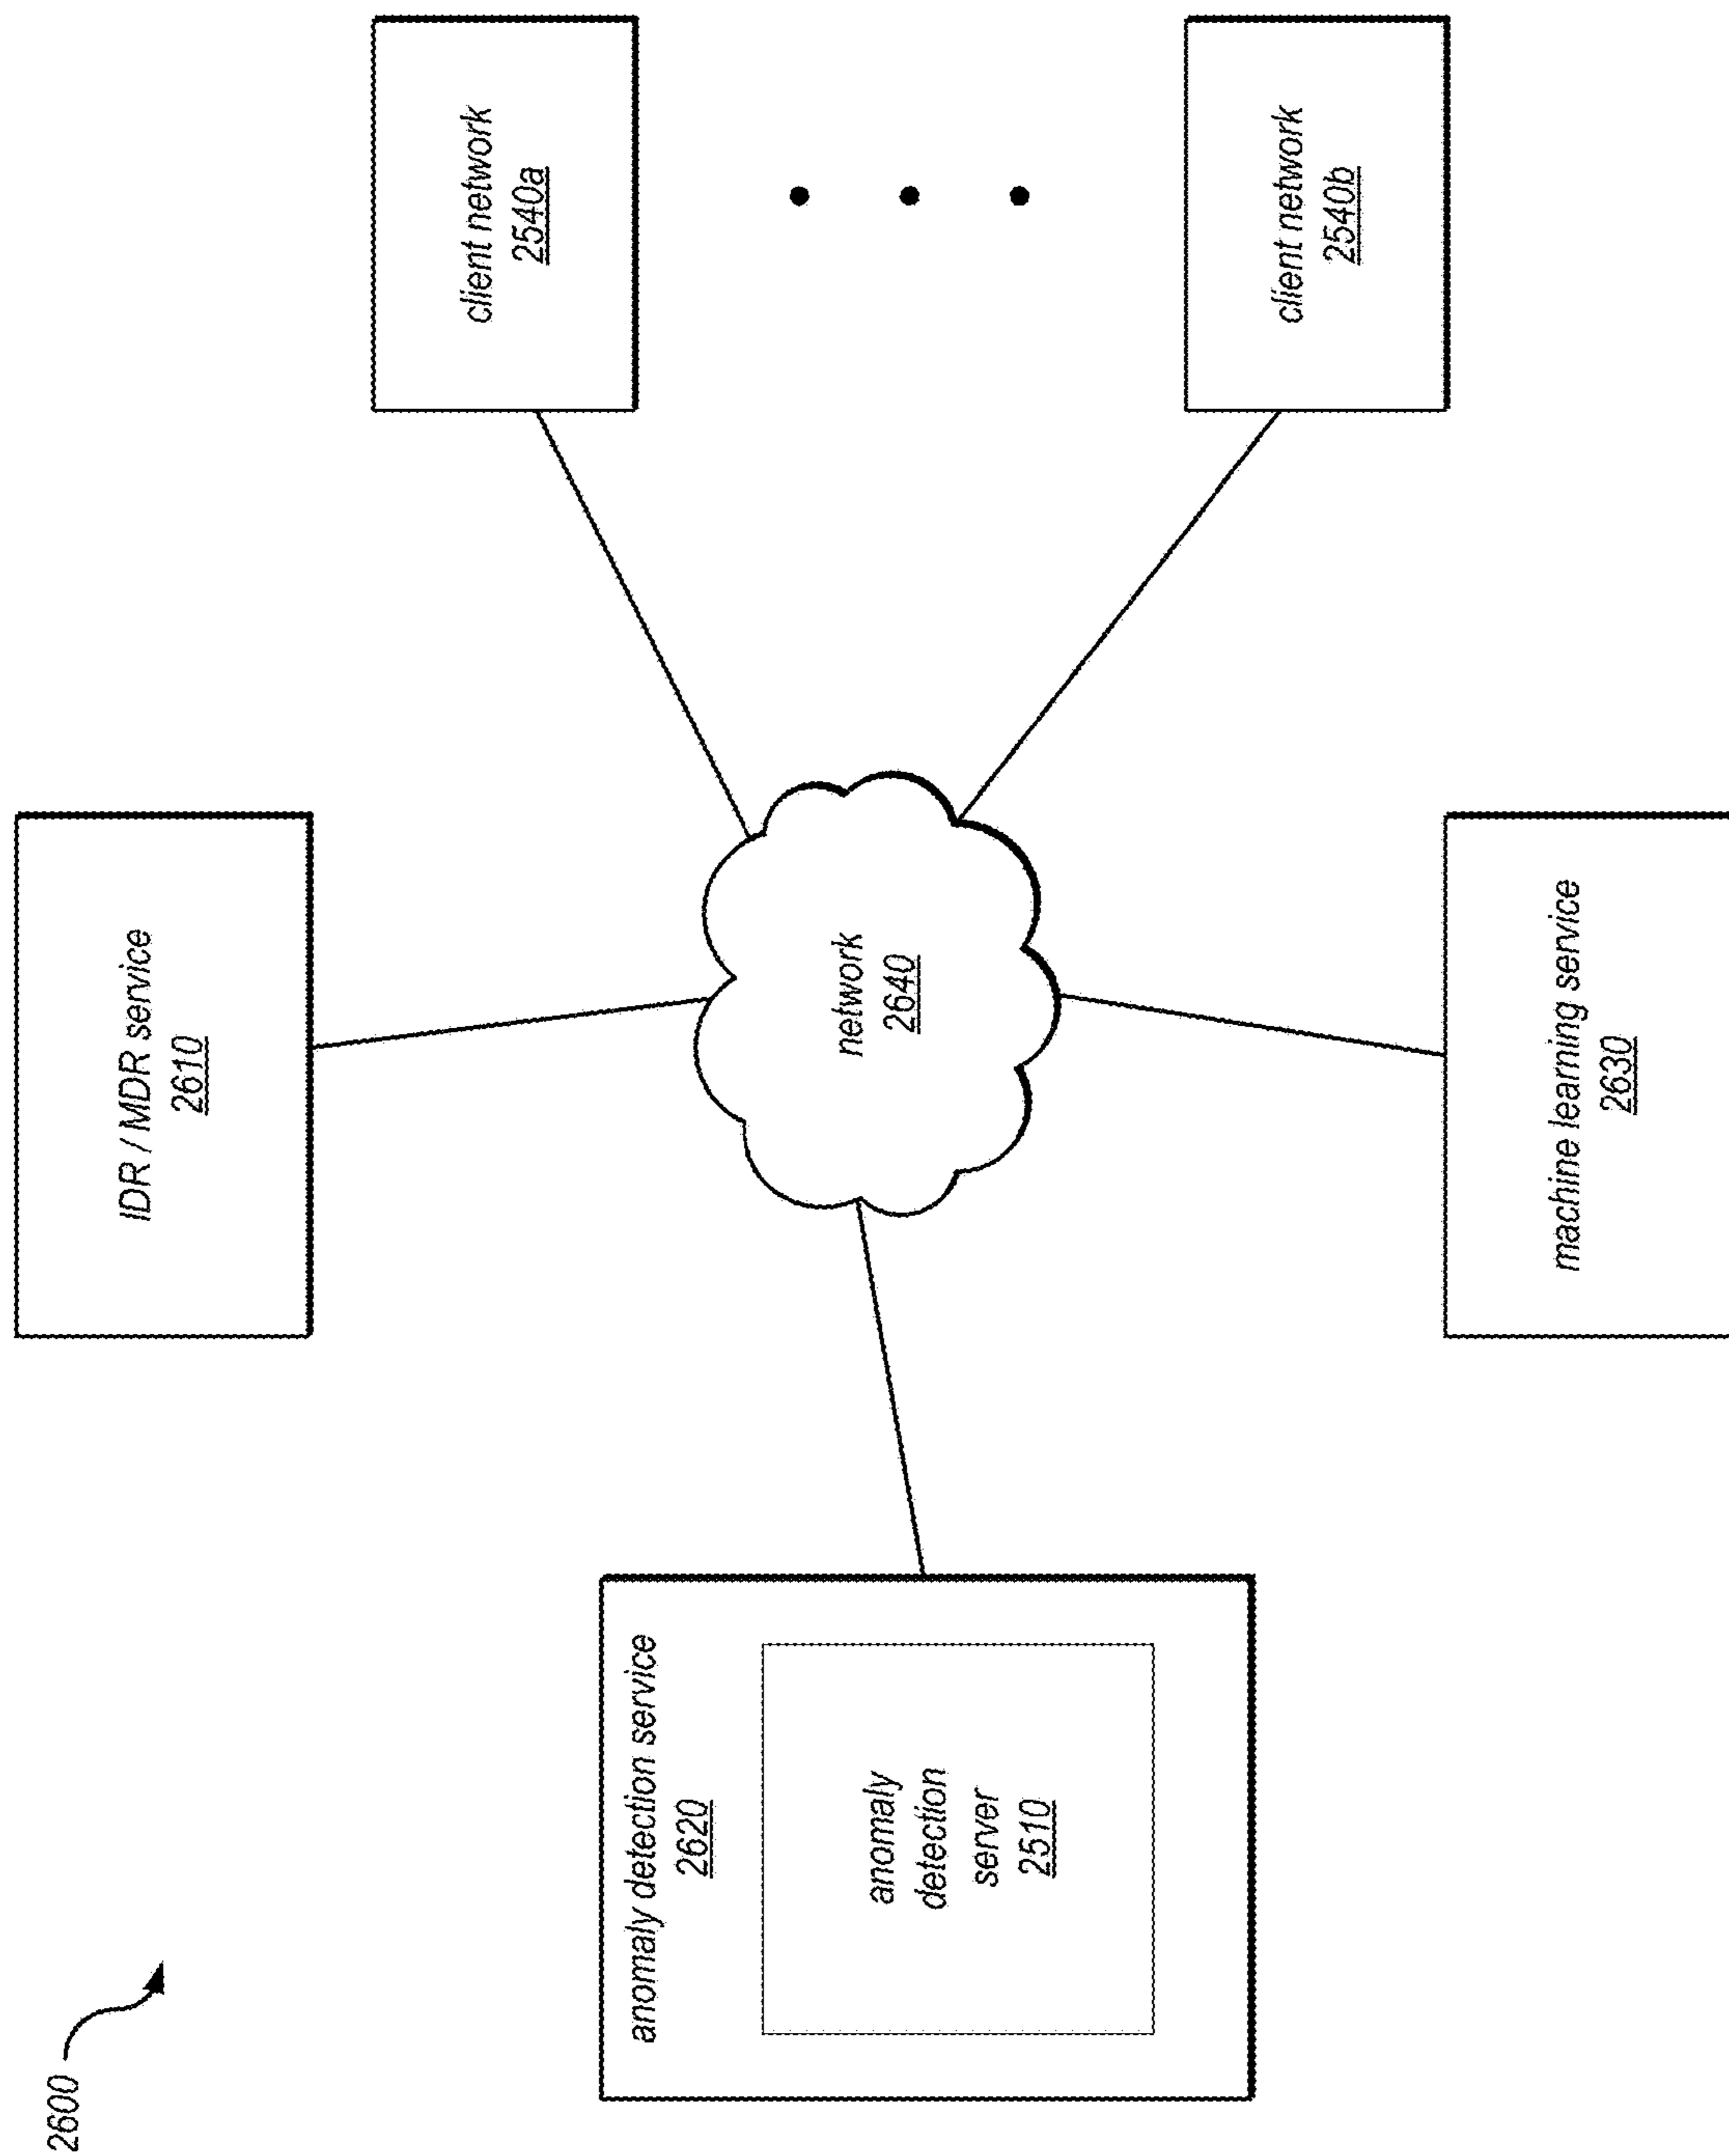 2600
IDR / MDR service
2610
anomaly detection service
2620
anomaly
detection
server
2510
network
2640
client network
2540a
client network
2540b
machine learning service
2630